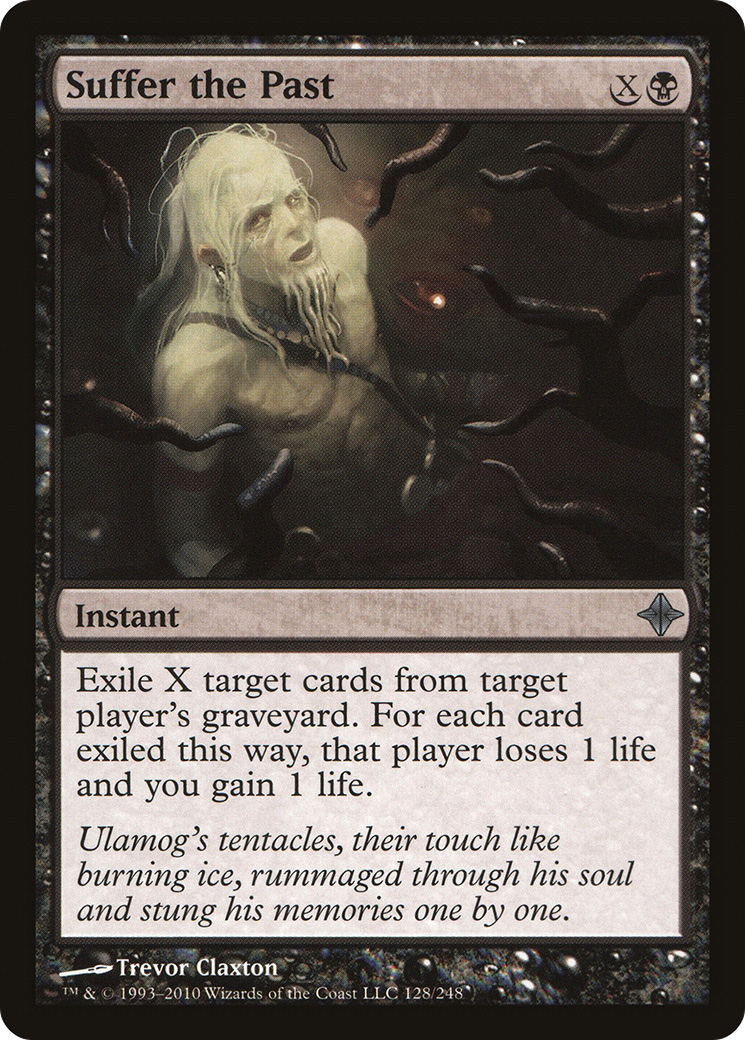 Suffer the Past X
Instant
Exile X target cards from target
player's graveyard. For each card
exiled this way, that player loses 1 life
and you gain 1 life.
Ulamog's tentacles, their touch like
burning ice, rummaged through his soul
and stung his memories one by one.
Trevor Claxton
™ & © 1993–2010 Wizards of the Coast LLC 128/248